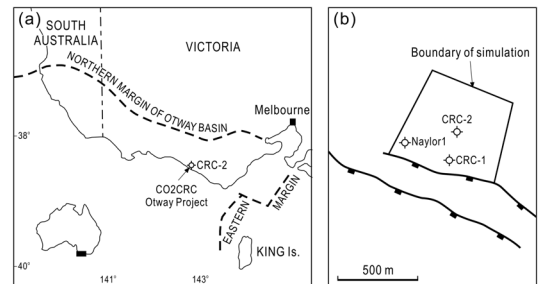 (a)
SOUTH
AUSTRALIA
VICTORIA
NORTHERN MARGIN OF OTWAY BASIN
Melbourne
38°
CRC-2
CO2CRC
Otway Project
EASTERN
MARGIN
KING Is.
40°
141°
143°
(b)
Boundary of simulation
CRC-2
Naylor1
CRC-1
500 m